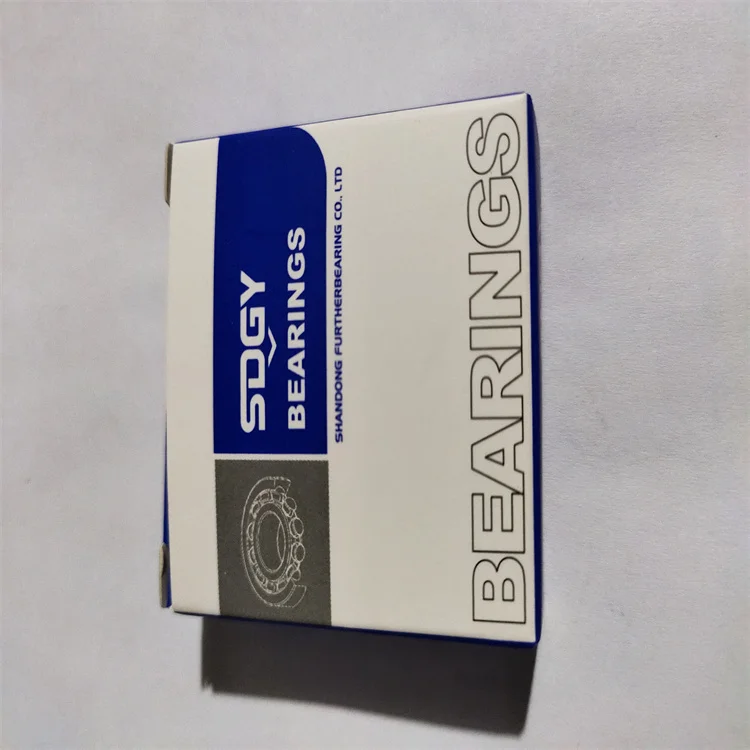 SDGY
BEARINGS
SHANDONG FURTHERBEARING CO., LTD
BEARINGS